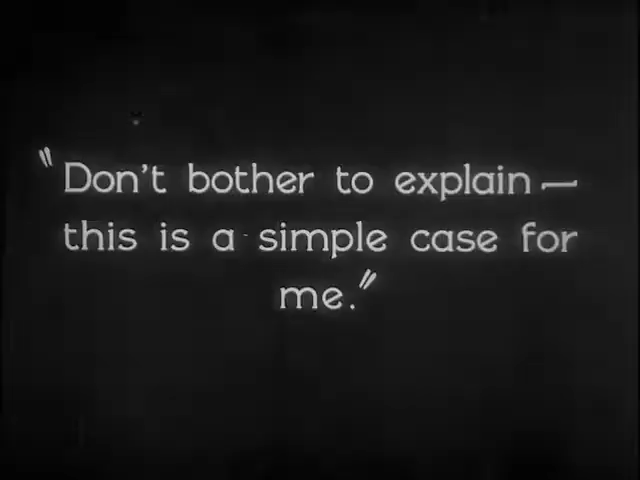 "Don't bother to explain—
this is a simple case for
me."